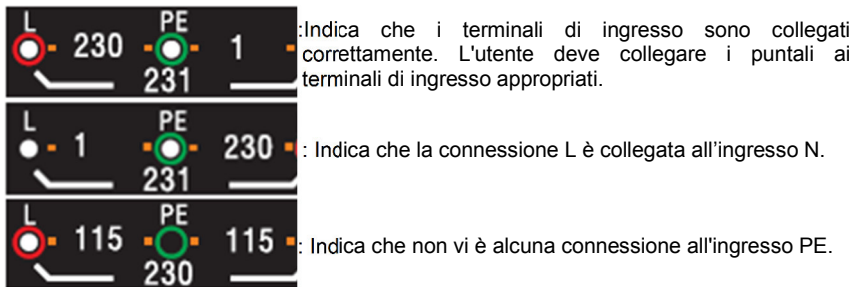 L PE
230 1
231
:Indica che i terminali di ingresso sono collegati
correttamente. L'utente deve collegare i puntali ai
terminali di ingresso appropriati.
L PE
1 230
231
: Indica che la connessione L è collegata all’ingresso N.
L PE
115 115
230
: Indica che non vi è alcuna connessione all'ingresso PE.